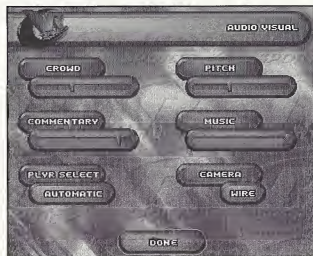 AUDIO VISUAL
CROWD
PITCH
COMMENTARY
MUSIC
PLYR SELECT
AUTOMATIC
CAMERA
WIRE
DONE